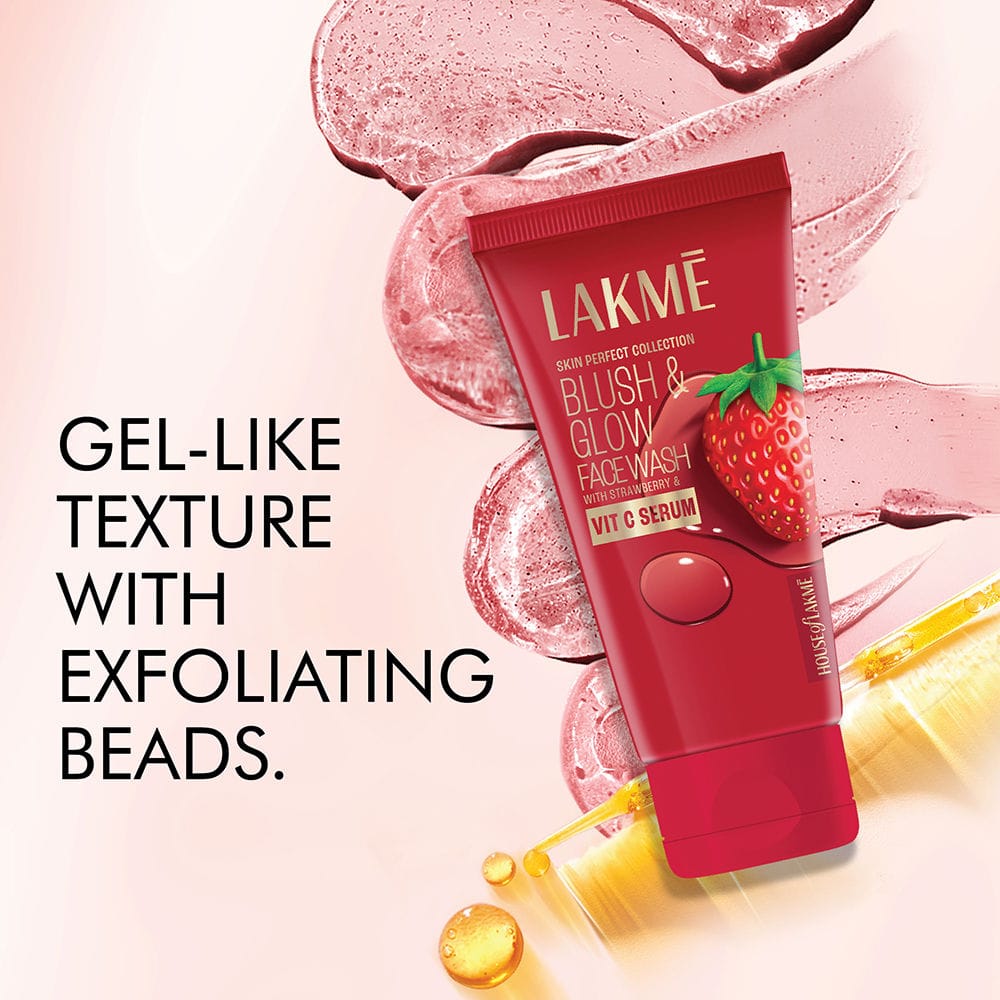 GEL-LIKE
TEXTURE
WITH
EXFOLIATING
BEADS.
LAKMĒ
SKIN PERFECT COLLECTION
BLUSH &
GLOW
FACE WASH
WITH STRAWBERRY &
VIT C SERUM
HOUSE of LAKMĒ